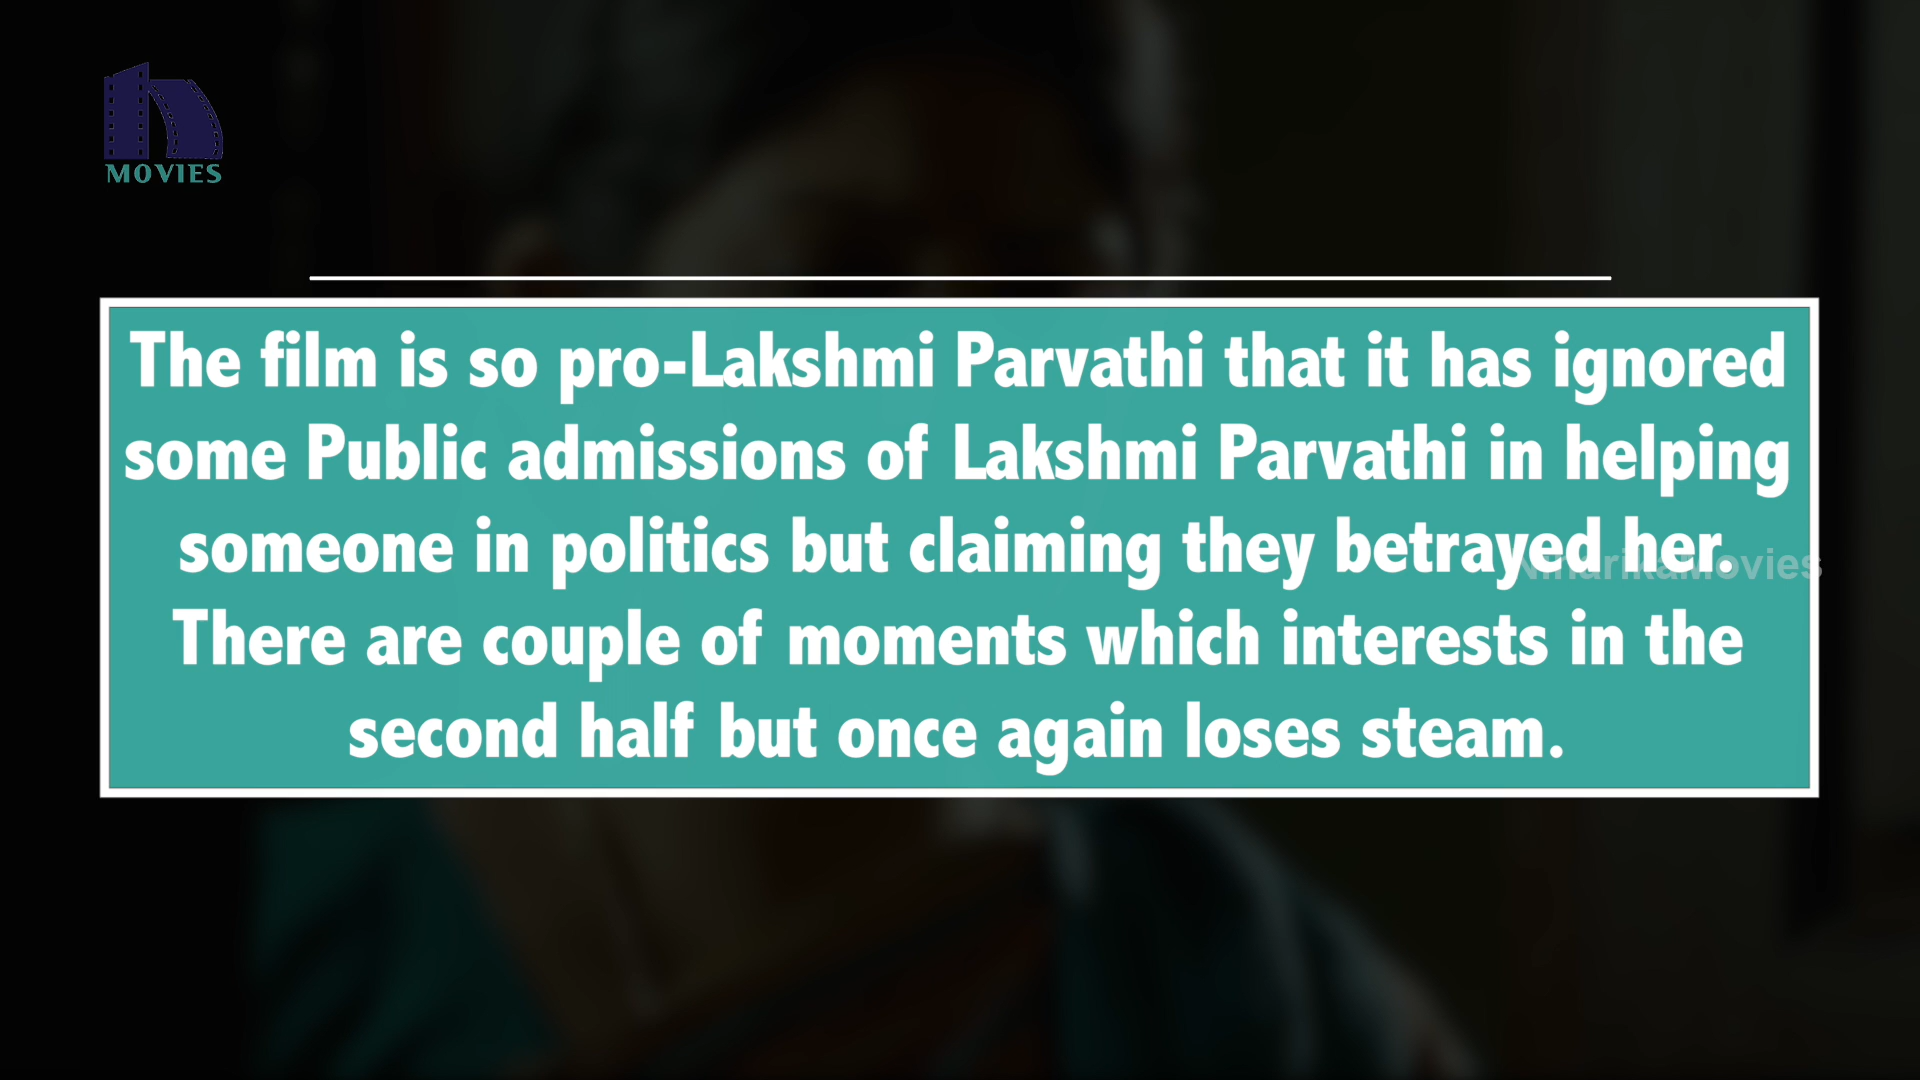 MOVIES
The film is so pro-Lakshmi Parvathi that it has ignored
some Public admissions of Lakshmi Parvathi in helping
someone in politics but claiming they betrayed her.
NiharikaMovies
There are couple of moments which interests in the
second half but once again loses steam.